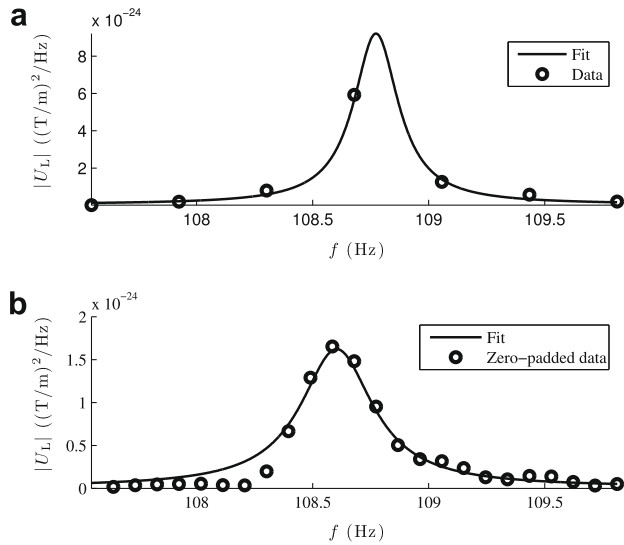 a
x 10−24
|U_L| ((T/m)^2/Hz)
8
6
4
2
Fit
Data
108
108.5
109
109.5
f (Hz)
b
x 10−24
|U_L| ((T/m)^2/Hz)
2
1.5
1
0.5
0
Fit
Zero−padded data
108
108.5
109
109.5
f (Hz)